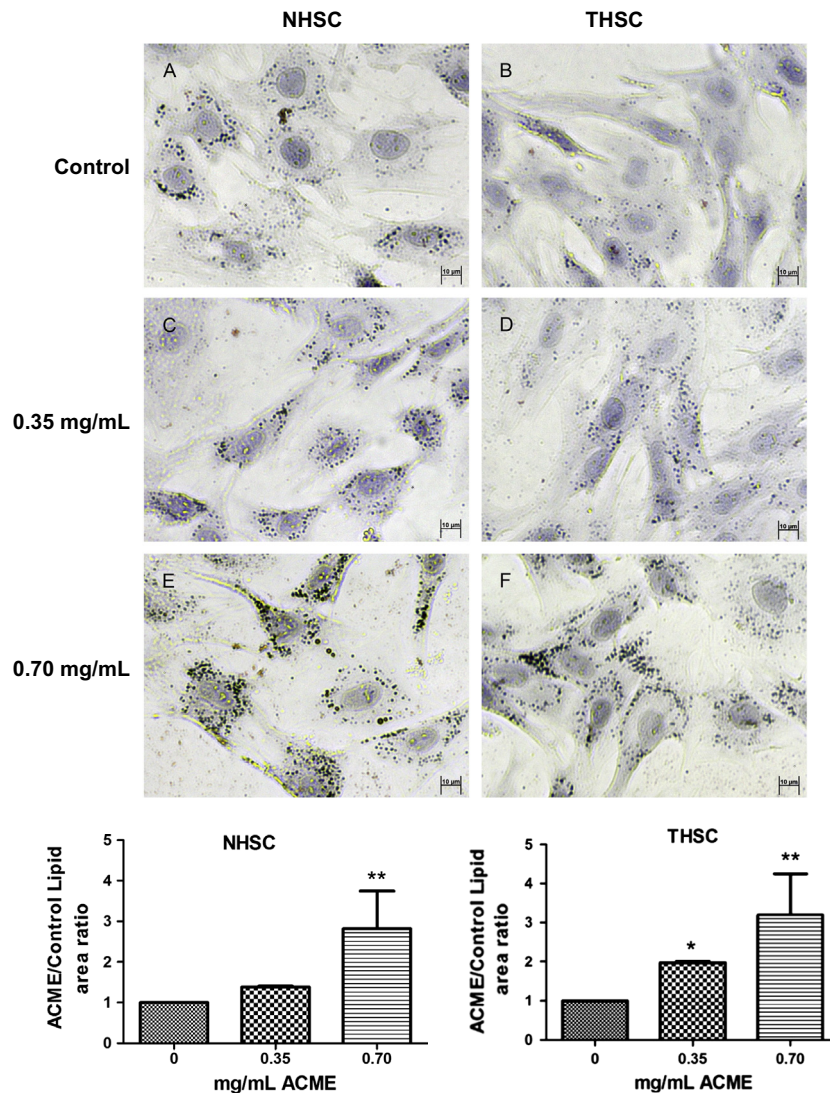 NHSC THSC
Control
A B
10 µm 10 µm
0.35 mg/mL
C D
10 µm 10 µm
0.70 mg/mL
E F
10 µm 10 µm
NHSC
ACME/Control Lipid
area ratio
5
4
3
2
1
0
**
0 0.35 0.70
mg/mL ACME
THSC
ACME/Control Lipid
area ratio
5
4
3
2
1
0
*
**
0 0.35 0.70
mg/mL ACME